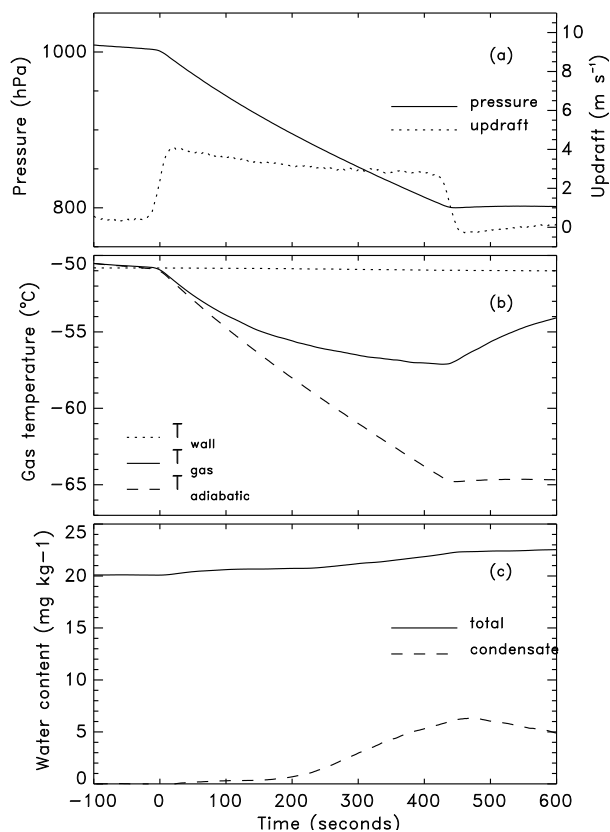 (a)
Pressure (hPa)
1000
800
pressure
updraft
Updraft (m s⁻¹)
10
8
6
4
2
0
(b)
Gas temperature (°C)
−50
−55
−60
−65
T wall
T gas
T adiabatic
(c)
Water content (mg kg−1)
25
20
15
10
5
0
total
condensate
−100 0 100 200 300 400 500 600
Time (seconds)